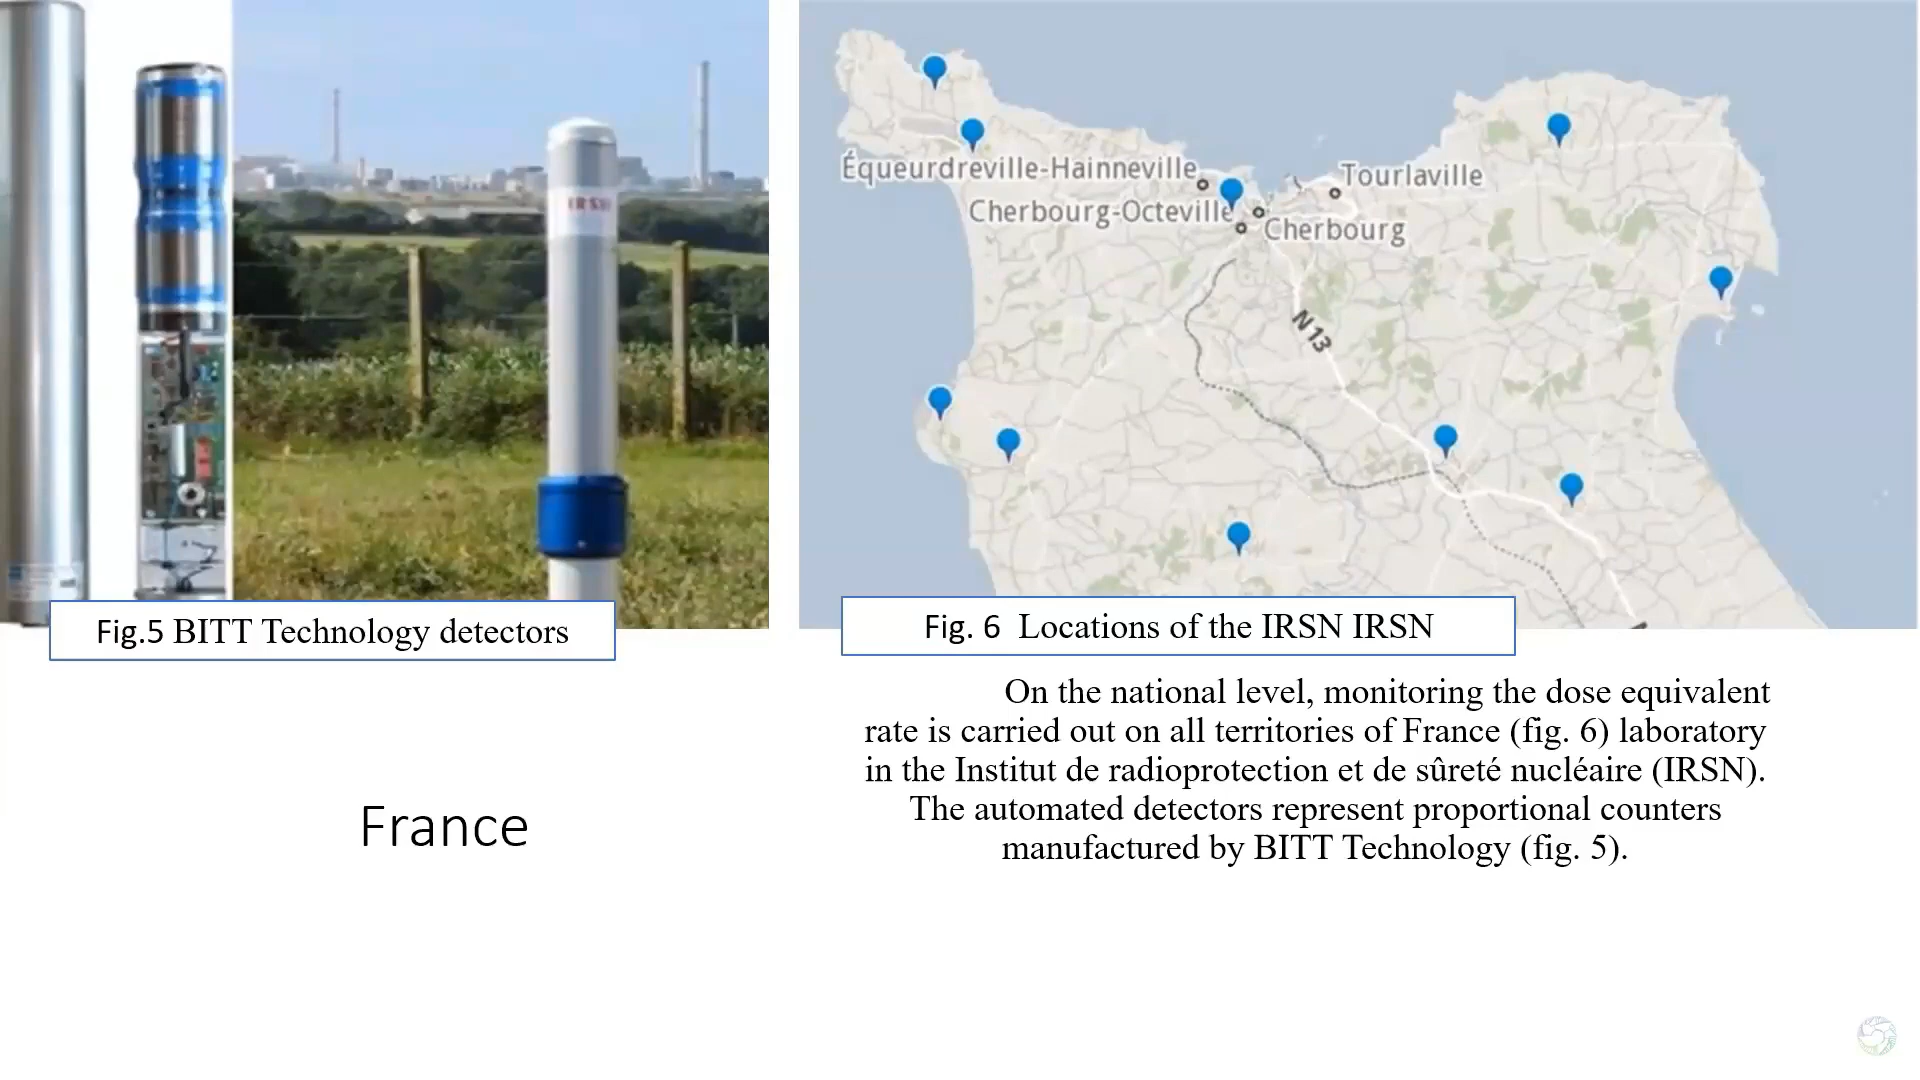 IRSN
Équeurdreville-Hainneville
Tourlaville
Cherbourg-Octeville
Cherbourg
N13
Fig.5 BITT Technology detectors
Fig. 6 Locations of the IRSN IRSN
On the national level, monitoring the dose equivalent
rate is carried out on all territories of France (fig. 6) laboratory
in the Institut de radioprotection et de sûreté nucléaire (IRSN).
The automated detectors represent proportional counters
manufactured by BITT Technology (fig. 5).
France